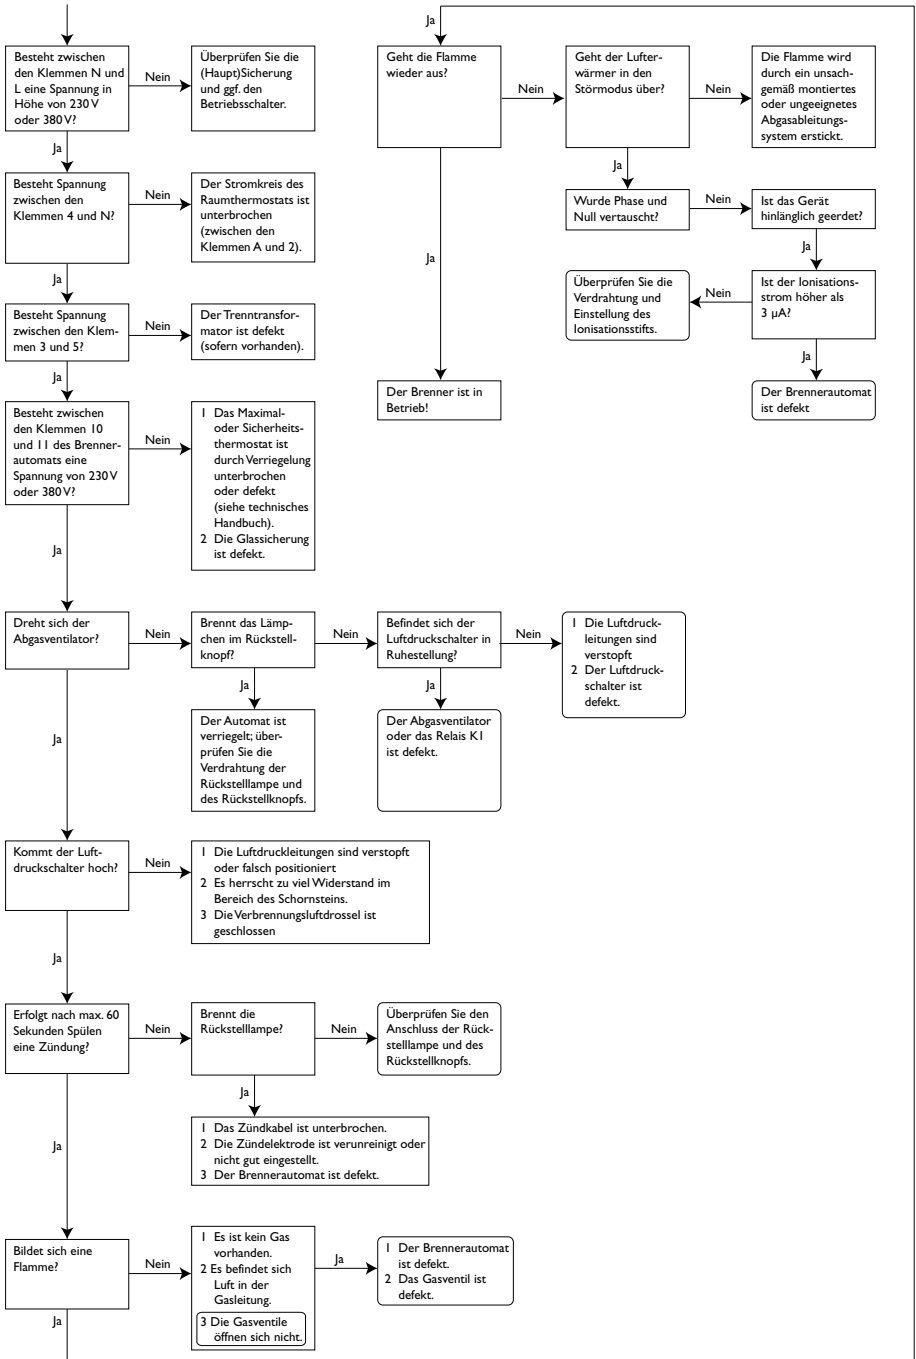 Besteht zwischen
den Klemmen N und
L eine Spannung in
Höhe von 230 V
oder 380 V?
Nein
Überprüfen Sie die
(Haupt)Sicherung
und ggf. den
Betriebsschalter.
Ja
Besteht Spannung
zwischen den
Klemmen 4 und N?
Nein
Der Stromkreis des
Raumthermostats ist
unterbrochen
(zwischen den
Klemmen A und 2).
Ja
Besteht Spannung
zwischen den Klem-
men 3 und 5?
Nein
Der Trenntransfor-
mator ist defekt
(sofern vorhanden).
Ja
Besteht zwischen
den Klemmen 10
und 11 des Brenner-
automats eine
Spannung von 230 V
oder 380 V?
Nein
1 Das Maximal-
oder Sicherheits-
thermostat ist
durch Verriegelung
unterbrochen
oder defekt
(siehe technisches
Handbuch).
2 Die Glassicherung
ist defekt.
Ja
Dreht sich der
Abgasventilator?
Nein
Brennt das Lämp-
chen im Rückstell-
knopf?
Nein
Befindet sich der
Luftdruckschalter in
Ruhestellung?
Nein
1 Die Luftdruck-
leitungen sind
verstopft
2 Der Luftdruck-
schalter ist
defekt.
Ja
Der Automat ist
verriegelt; über-
prüfen Sie die
Verdrahtung der
Rückstelllampe und
des Rückstellknopfs.
Ja
Der Abgasventilator
oder das Relais K1
ist defekt.
Ja
Kommt der Luft-
druckschalter hoch?
Nein
1 Die Luftdruckleitungen sind verstopft
oder falsch positioniert
2 Es herrscht zu viel Widerstand im
Bereich des Schornsteins.
3 Die Verbrennungsluftdrossel ist
geschlossen
Ja
Erfolgt nach max. 60
Sekunden Spülen
eine Zündung?
Nein
Brennt die
Rückstelllampe?
Nein
Überprüfen Sie den
Anschluss der Rück-
stelllampe und des
Rückstellknopfs.
Ja
1 Das Zündkabel ist unterbrochen.
2 Die Zündelektrode ist verunreinigt oder
nicht gut eingestellt.
3 Der Brennerautomat ist defekt.
Ja
Bildet sich eine
Flamme?
Nein
1 Es ist kein Gas
vorhanden.
2 Es befindet sich
Luft in der
Gasleitung.
3 Die Gasventile
öffnen sich nicht.
Ja
1 Der Brennerautomat
ist defekt.
2 Das Gasventil ist
defekt.
Ja
Ja
Geht die Flamme
wieder aus?
Nein
Geht der Lufter-
wärmer in den
Störmodus über?
Nein
Die Flamme wird
durch ein unsach-
gemäß montiertes
oder ungeeignetes
Abgasableitungs-
system erstickt.
Ja
Wurde Phase und
Null vertauscht?
Nein
Ist das Gerät
hinlänglich geerdet?
Ja
Ist der Ionisations-
strom höher als
3 µA?
Nein
Überprüfen Sie die
Verdrahtung und
Einstellung des
Ionisationsstifts.
Ja
Der Brennerautomat
ist defekt
Ja
Der Brenner ist in
Betrieb!